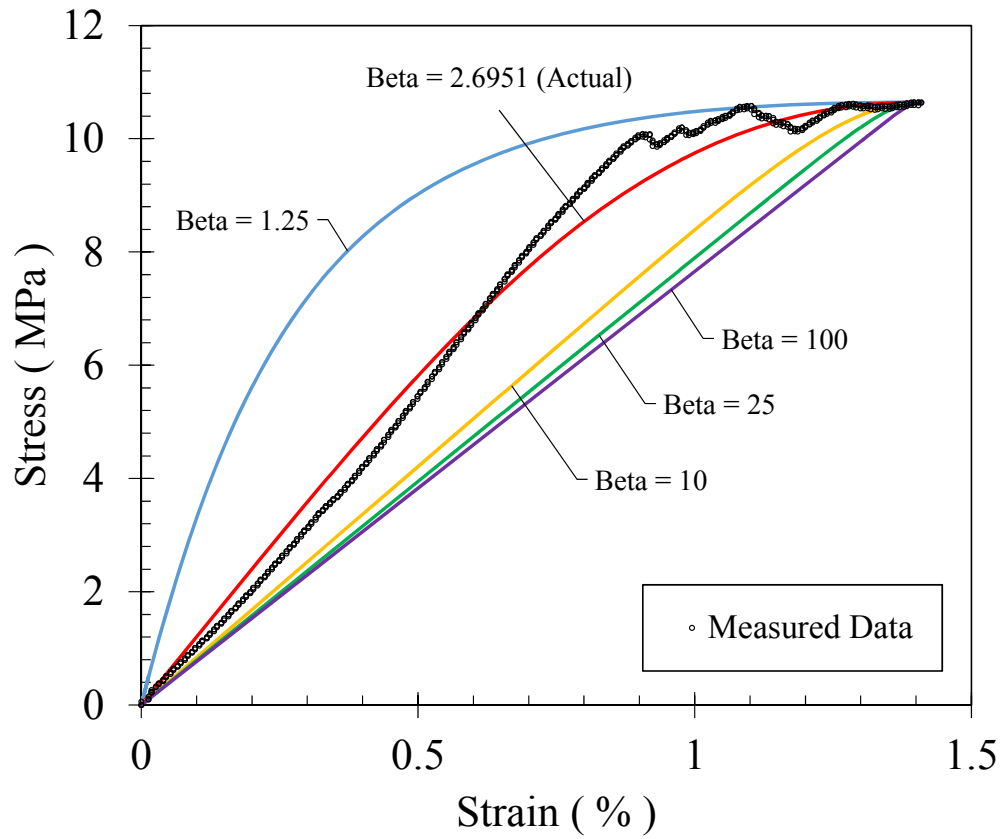 12
10
8
6
4
2
0
Stress ( MPa )
Beta = 2.6951 (Actual)
Beta = 1.25
Beta = 100
Beta = 25
Beta = 10
Measured Data
0
0.5
1
1.5
Strain ( % )